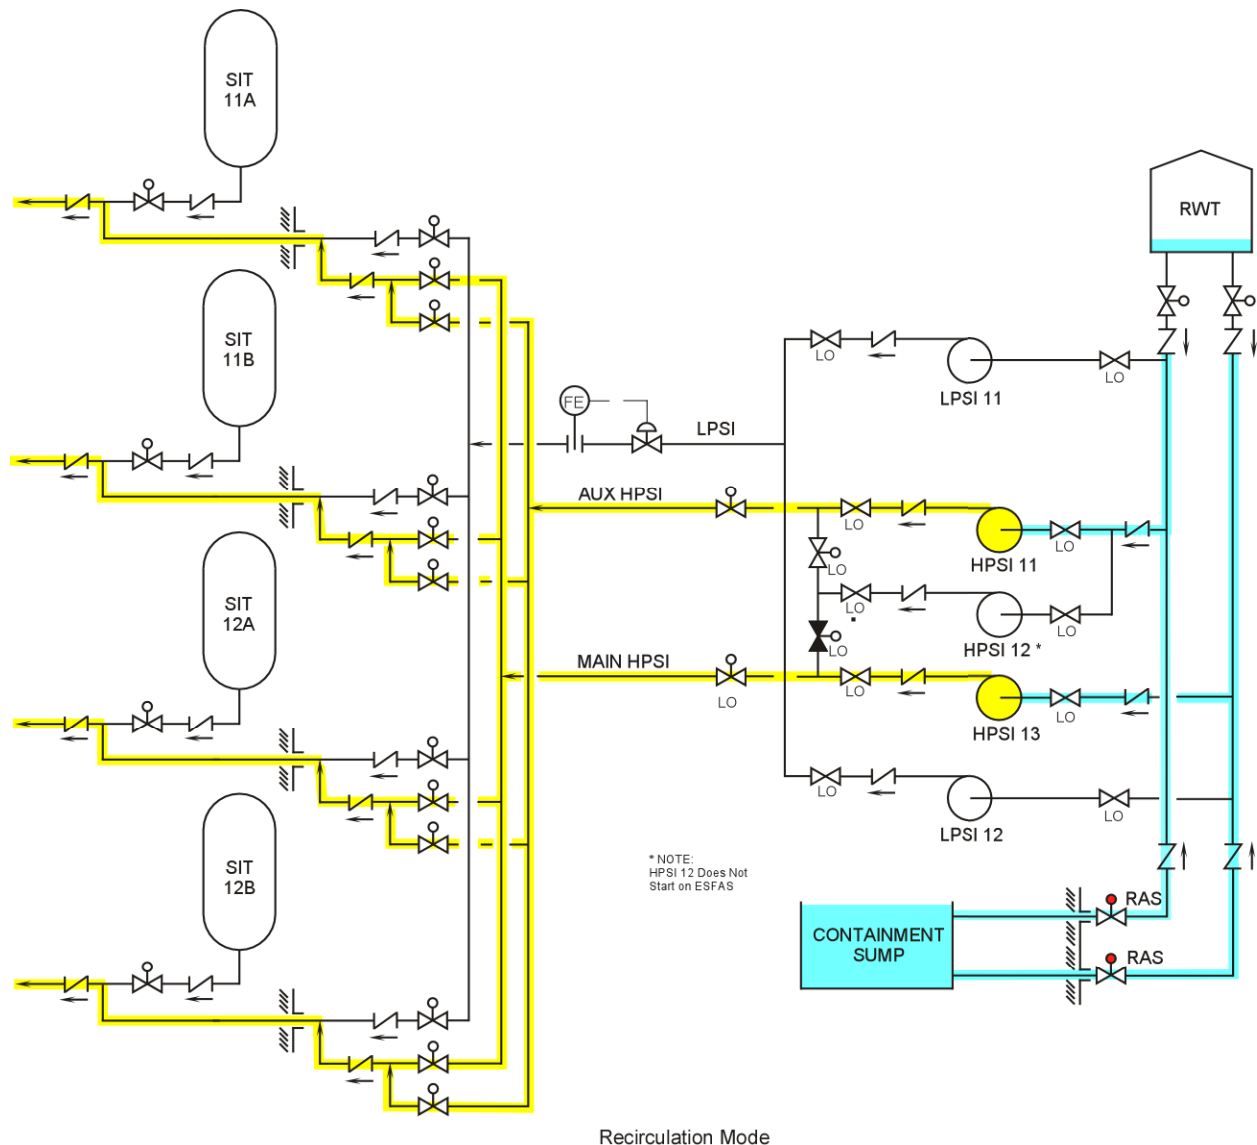 SIT
11A
RWT
SIT
11B
LO
LPSI 11
LO
FE
LPSI
AUX HPSI
LO
HPSI 11
LO
LO
SIT
12A
LO
HPSI 12 *
LO
LO
MAIN HPSI
LO
LO
HPSI 13
LO
LO
LPSI 12
LO
SIT
12B
* NOTE:
HPSI 12 Does Not
Start on ESFAS
RAS
CONTAINMENT
SUMP
RAS
Recirculation Mode